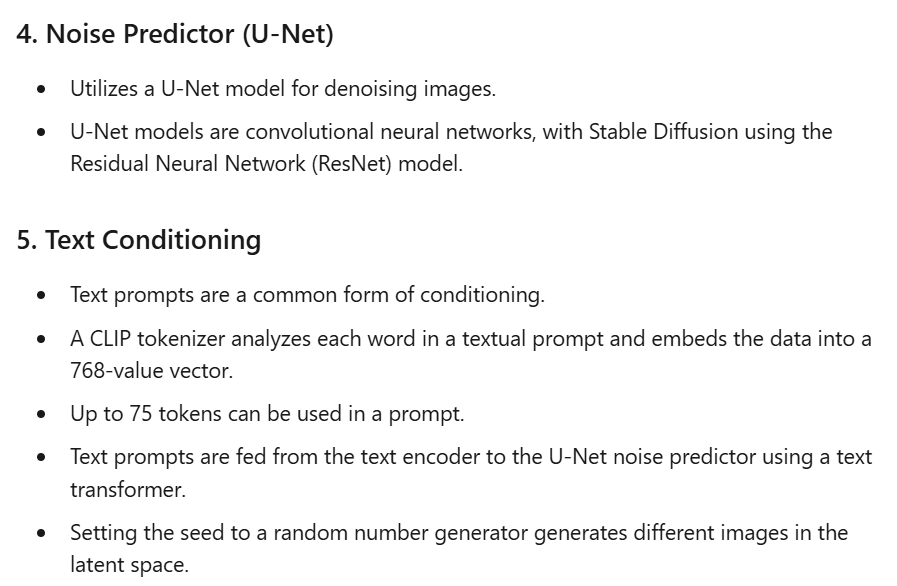 4. Noise Predictor (U-Net)
• Utilizes a U-Net model for denoising images.
• U-Net models are convolutional neural networks, with Stable Diffusion using the
Residual Neural Network (ResNet) model.
5. Text Conditioning
• Text prompts are a common form of conditioning.
• A CLIP tokenizer analyzes each word in a textual prompt and embeds the data into a
768-value vector.
• Up to 75 tokens can be used in a prompt.
• Text prompts are fed from the text encoder to the U-Net noise predictor using a text
transformer.
• Setting the seed to a random number generator generates different images in the
latent space.